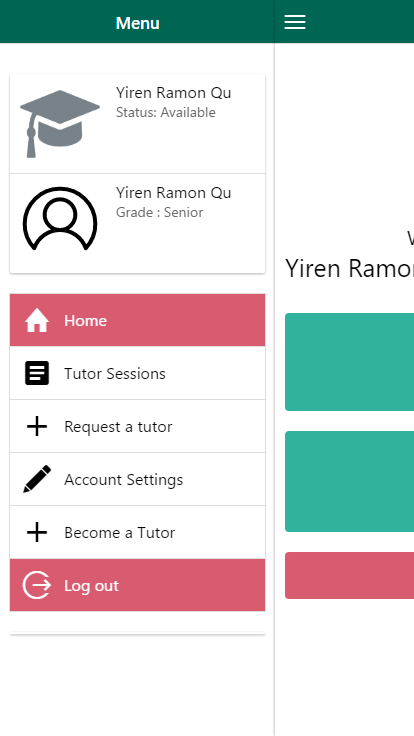 Menu
Yiren Ramon Qu
Status: Available
Yiren Ramon Qu
Grade : Senior
Home
Tutor Sessions
Request a tutor
Account Settings
Become a Tutor
Log out
Yiren